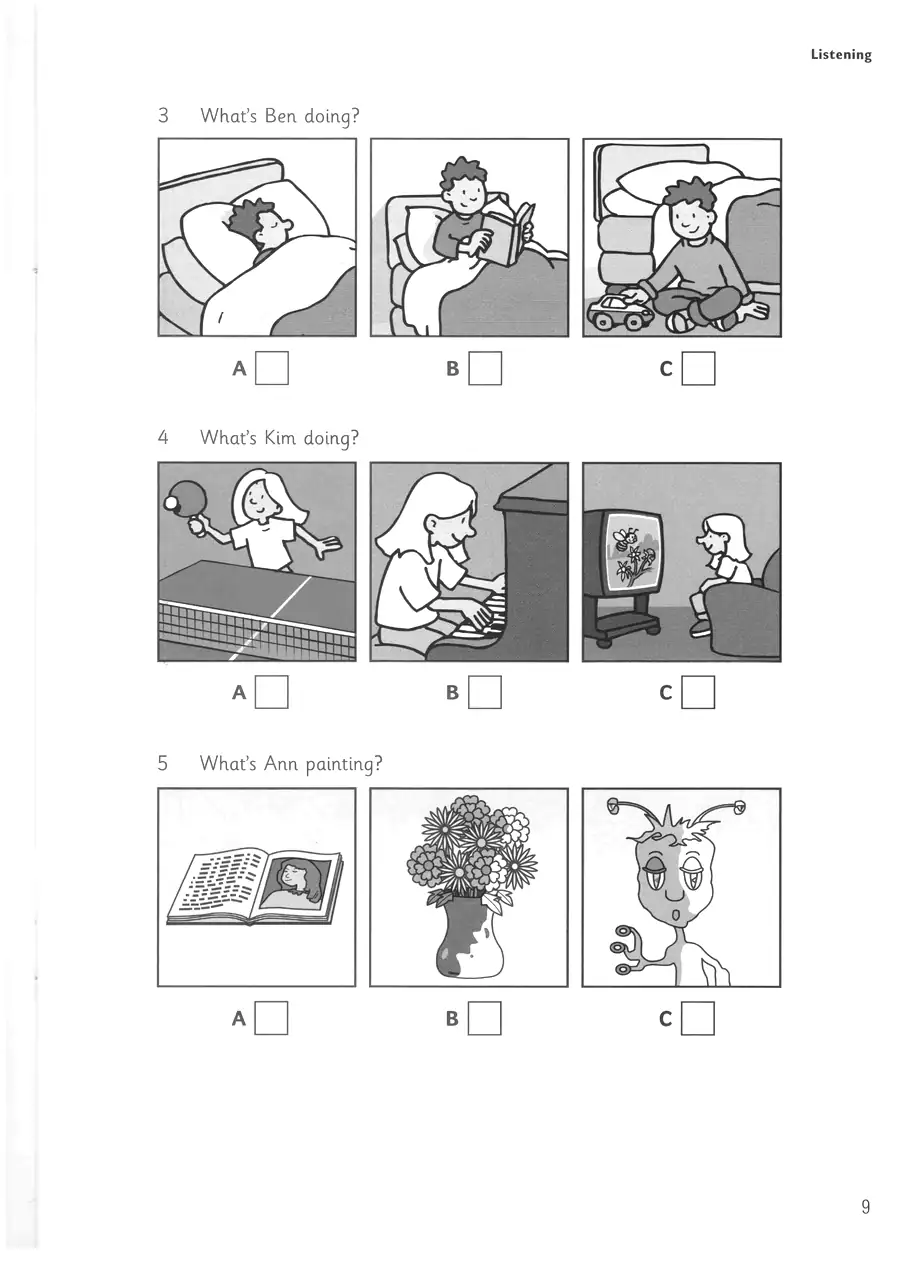 Listening
3 What's Ben doing?
A B C
4 What's Kim doing?
A B C
5 What's Ann painting?
A B C
9